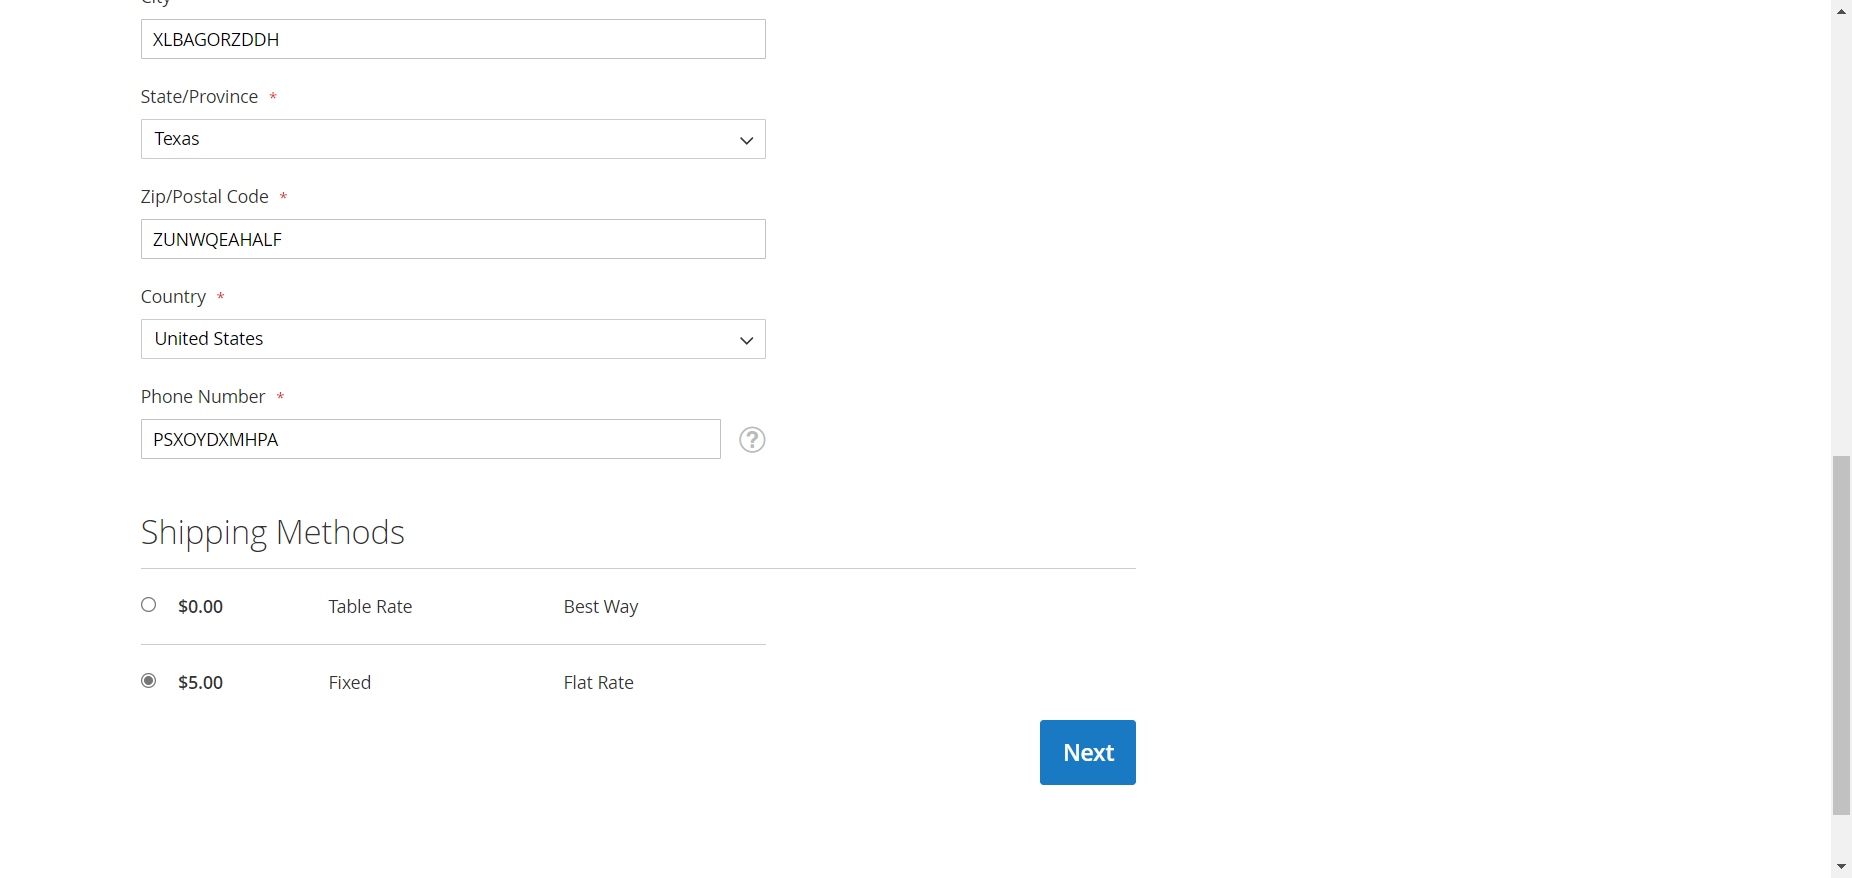 City
XLBAGORZDDH
State/Province *
Texas
Zip/Postal Code *
ZUNWQEAHALF
Country *
United States
Phone Number *
PSXOYDXMHPA
?
Shipping Methods
$0.00 Table Rate Best Way
$5.00 Fixed Flat Rate
Next